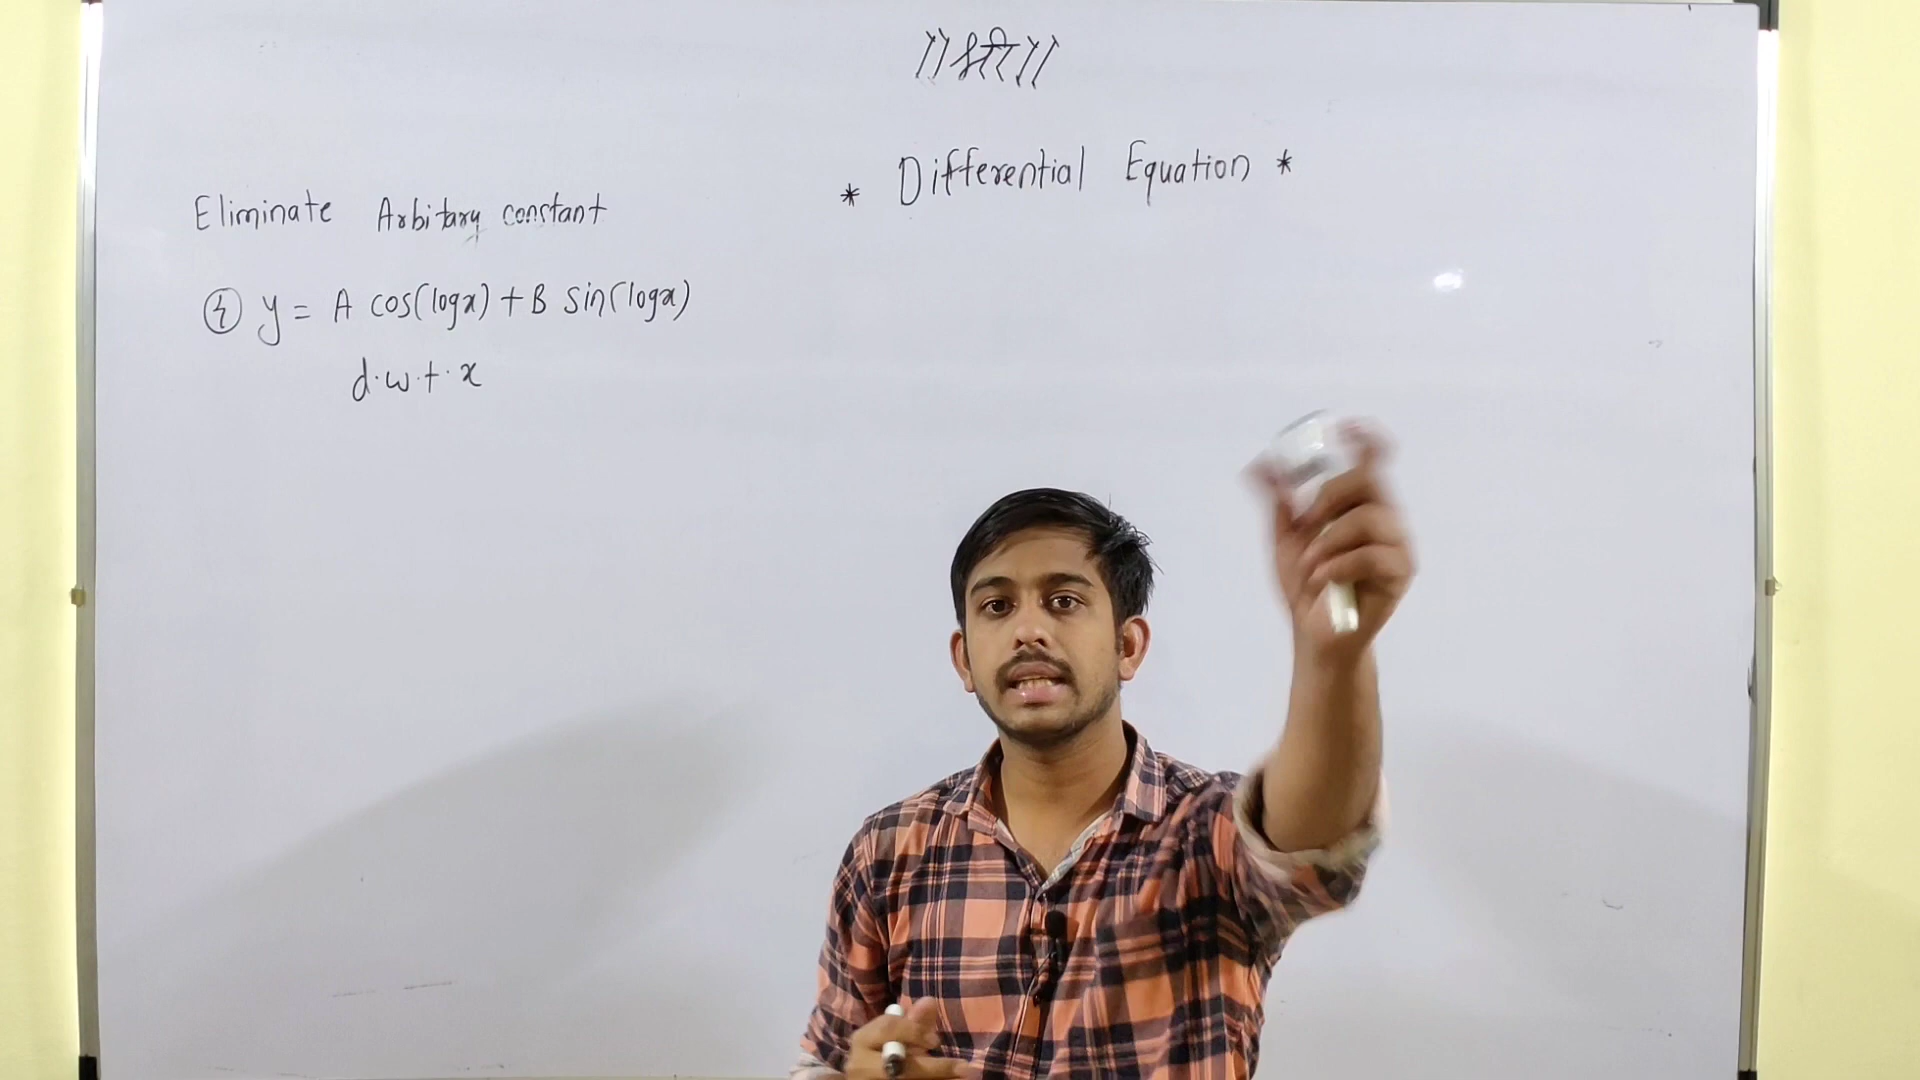 ॥ श्री ॥
* Differential Equation *
Eliminate Arbitary constant
④ y = A cos(logx) + B sin(logx)
d.w.t. x